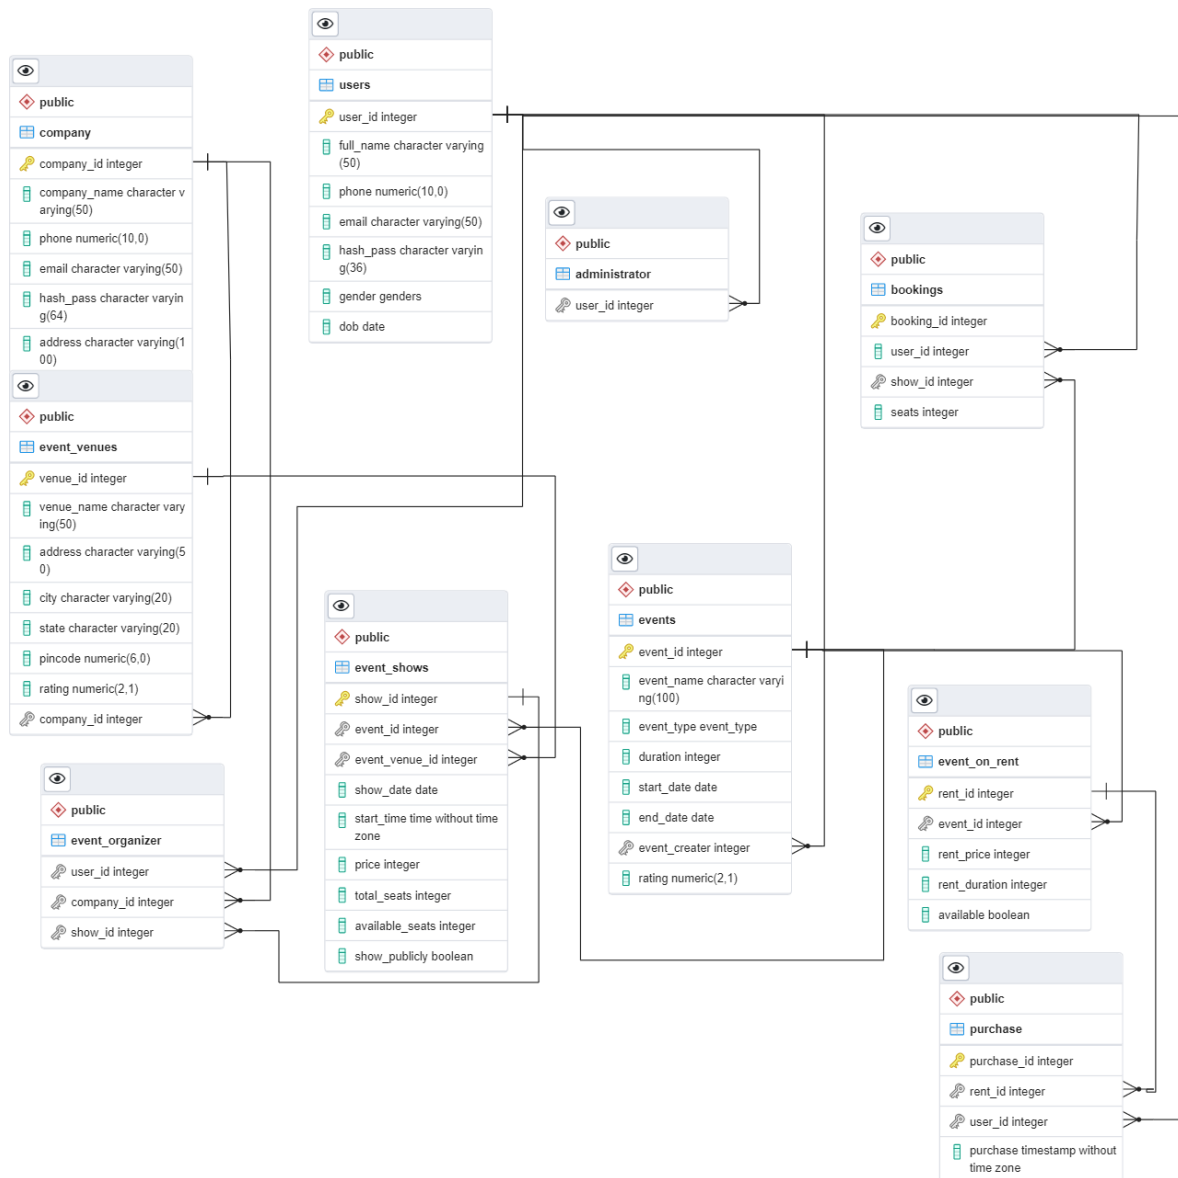 public
company
company_id integer
company_name character v
arying(50)
phone numeric(10,0)
email character varying(50)
hash_pass character varyin
g(64)
address character varying(1
00)
public
event_venues
venue_id integer
venue_name character vary
ing(50)
address character varying(5
0)
city character varying(20)
state character varying(20)
pincode numeric(6,0)
rating numeric(2,1)
company_id integer
public
event_organizer
user_id integer
company_id integer
show_id integer
public
users
user_id integer
full_name character varying
(50)
phone numeric(10,0)
email character varying(50)
hash_pass character varyin
g(36)
gender genders
dob date
public
event_shows
show_id integer
event_id integer
event_venue_id integer
show_date date
start_time time without time
zone
price integer
total_seats integer
available_seats integer
show_publicly boolean
public
administrator
user_id integer
public
events
event_id integer
event_name character varyi
ng(100)
event_type event_type
duration integer
start_date date
end_date date
event_creater integer
rating numeric(2,1)
public
bookings
booking_id integer
user_id integer
show_id integer
seats integer
public
event_on_rent
rent_id integer
event_id integer
rent_price integer
rent_duration integer
available boolean
public
purchase
purchase_id integer
rent_id integer
user_id integer
purchase timestamp without
time zone